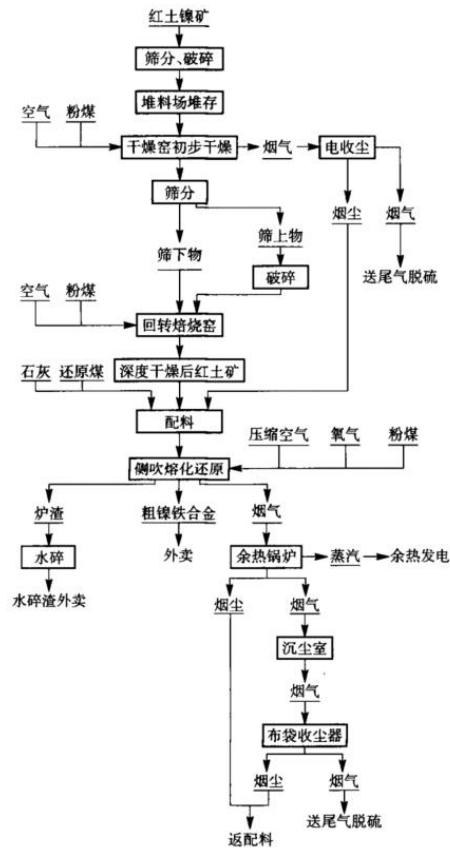 红土镍矿
筛分、破碎
堆料场堆存
空气 粉煤
干燥窑初步干燥 烟气 电收尘
筛分
烟尘 烟气
筛上物
筛下物
破碎
送尾气脱硫
空气 粉煤
回转焙烧窑
石灰 还原煤
深度干燥后红土矿
配料
压缩空气 氧气 粉煤
侧吹熔化还原
炉渣 粗镍铁合金 烟气
水碎 外卖 余热锅炉 蒸汽 余热发电
水碎渣外卖
烟尘 烟气
沉尘室
烟气
布袋收尘器
烟尘 烟气
返配料 送尾气脱硫